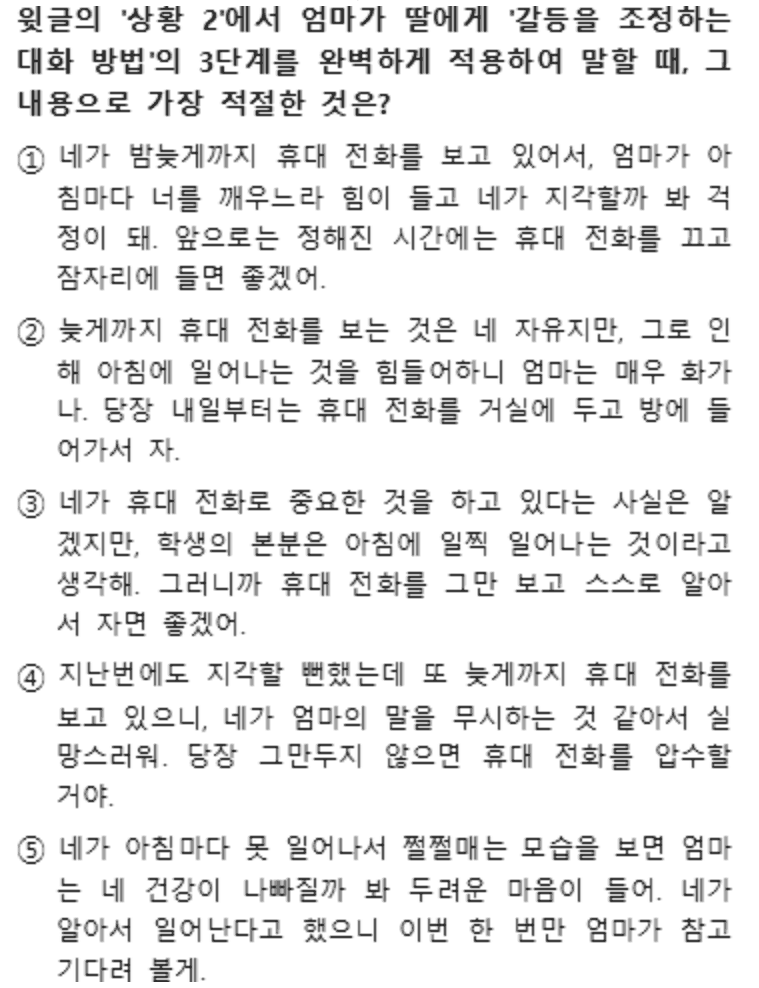 윗글의 '상황 2'에서 엄마가 딸에게 '갈등을 조정하는
대화 방법'의 3단계를 완벽하게 적용하여 말할 때, 그
내용으로 가장 적절한 것은?
① 네가 밤늦게까지 휴대 전화를 보고 있어서, 엄마가 아
침마다 너를 깨우느라 힘이 들고 네가 지각할까 봐 걱
정이 돼. 앞으로는 정해진 시간에는 휴대 전화를 끄고
잠자리에 들면 좋겠어.
② 늦게까지 휴대 전화를 보는 것은 네 자유지만, 그로 인
해 아침에 일어나는 것을 힘들어하니 엄마는 매우 화가
나. 당장 내일부터는 휴대 전화를 거실에 두고 방에 들
어가서 자.
③ 네가 휴대 전화로 중요한 것을 하고 있다는 사실은 알
겠지만, 학생의 본분은 아침에 일찍 일어나는 것이라고
생각해. 그러니까 휴대 전화를 그만 보고 스스로 알아
서 자면 좋겠어.
④ 지난번에도 지각할 뻔했는데 또 늦게까지 휴대 전화를
보고 있으니, 네가 엄마의 말을 무시하는 것 같아서 실
망스러워. 당장 그만두지 않으면 휴대 전화를 압수할
거야.
⑤ 네가 아침마다 못 일어나서 쩔쩔매는 모습을 보면 엄마
는 네 건강이 나빠질까 봐 두려운 마음이 들어. 네가
알아서 일어난다고 했으니 이번 한 번만 엄마가 참고
기다려 볼게.